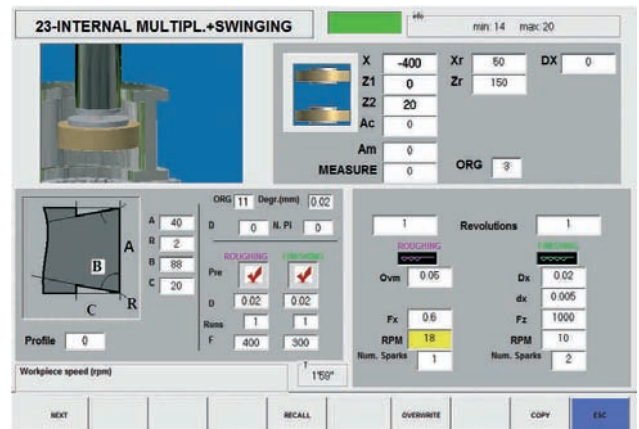 23-INTERNAL MULTIPL.+SWINGING
info
min: 14 max: 20
X -400 Xr 50 DX 0
Z1 0 Zr 150
Z2 20
Ac 0
Am 0
MEASURE 0 ORG 3
A
B
C
R
A 40
R 2
B 88
C 20
Profile 0
ORG 11 Degr.(mm) 0.02
D 0 N. PI 0
ROUGHING FINISHING
Pre
D 0.02 0.02
Runs 1 1
F 400 300
1 Revolutions 1
ROUGHING FINISHING
Ovm 0.05 Dx 0.02
dx 0.005
Fx 0.6 Fz 1000
RPM 18 RPM 10
Num. Sparks 1 Num. Sparks 2
Workpiece speed (rpm)
T
1'59"
NEXT RECALL OVERWRITE COPY ESC